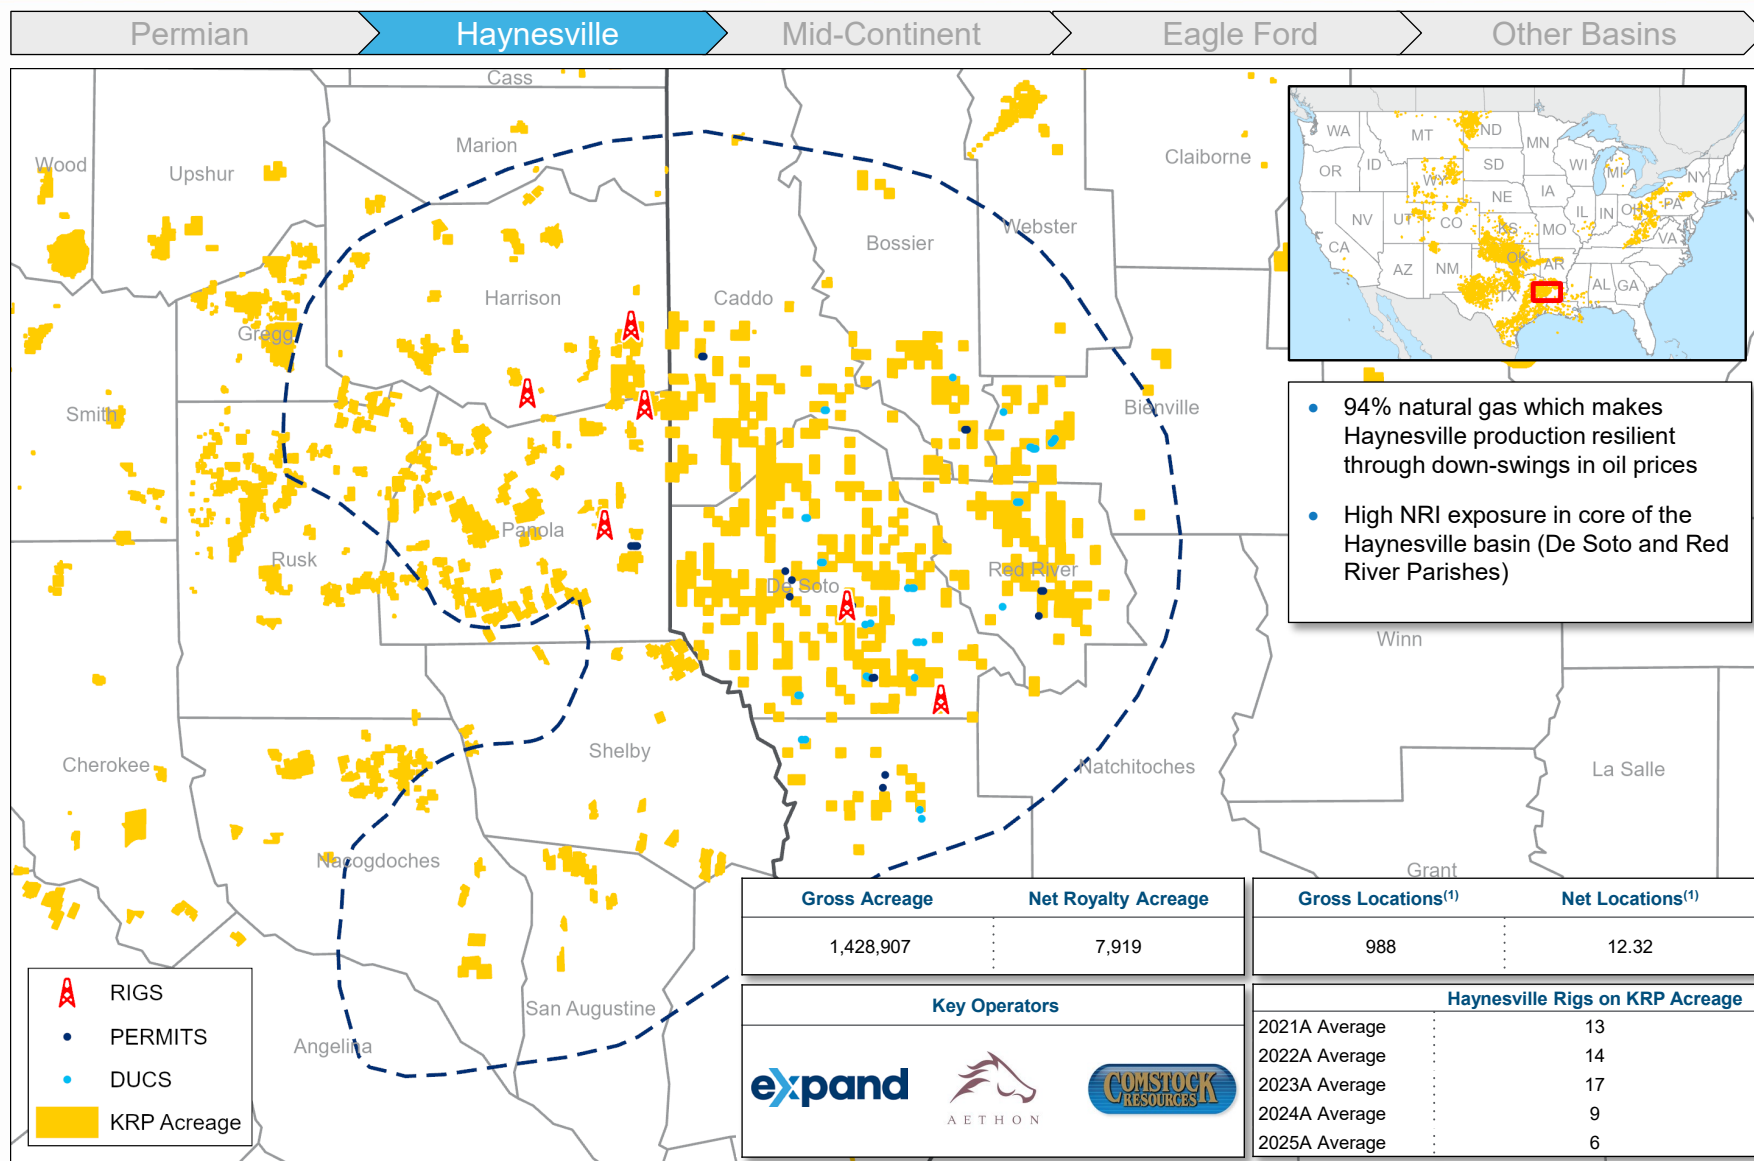 Permian
Haynesville
Mid-Continent
Eagle Ford
Other Basins
Cass
Marion
Wood
Upshur
Claiborne
Webster
Bossier
Harrison
Caddo
Gregg
Smith
Bienville
Panola
Rusk
De Soto
Red River
Winn
Shelby
Cherokee
Natchitoches
La Salle
Nacogdoches
Grant
San Augustine
Angelina
WA
MT
ND
MN
OR
ID
SD
WI
MI
WY
NY
NE
IA
NV
UT
CO
IL
IN
OH
PA
KS
MO
VA
CA
AZ
NM
OK
AR
TX
AL
GA
• 94% natural gas which makes
Haynesville production resilient
through down-swings in oil prices
• High NRI exposure in core of the
Haynesville basin (De Soto and Red
River Parishes)
RIGS
PERMITS
DUCS
KRP Acreage
Gross Acreage Net Royalty Acreage
1,428,907 7,919
Gross Locations(1) Net Locations(1)
988 12.32
Key Operators
expand
AETHON
COMSTOCK
RESOURCES
Haynesville Rigs on KRP Acreage
2021A Average 13
2022A Average 14
2023A Average 17
2024A Average 9
2025A Average 6